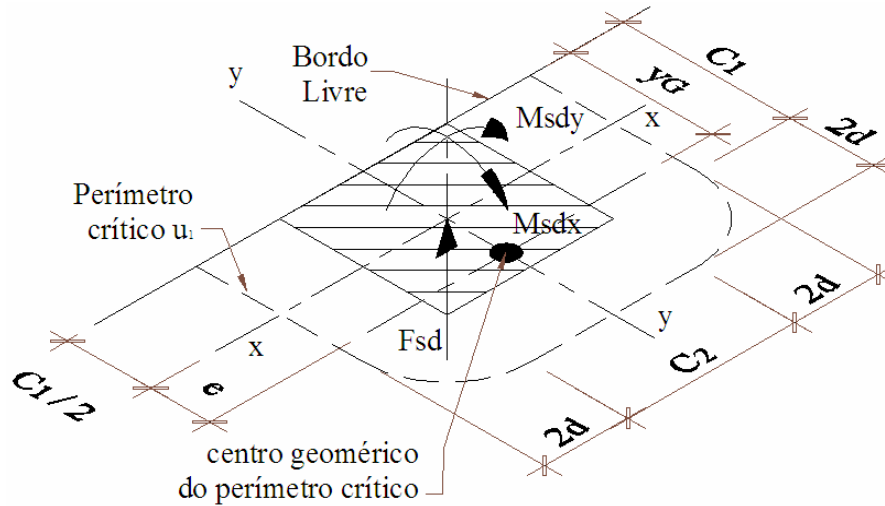 Bordo
Livre
C1
yG
y
Msdy
x
2d
Perímetro
crítico u1
Msdx
x
Fsd
y
2d
C1 / 2
e
C2
2d
centro geomérico
do perímetro crítico